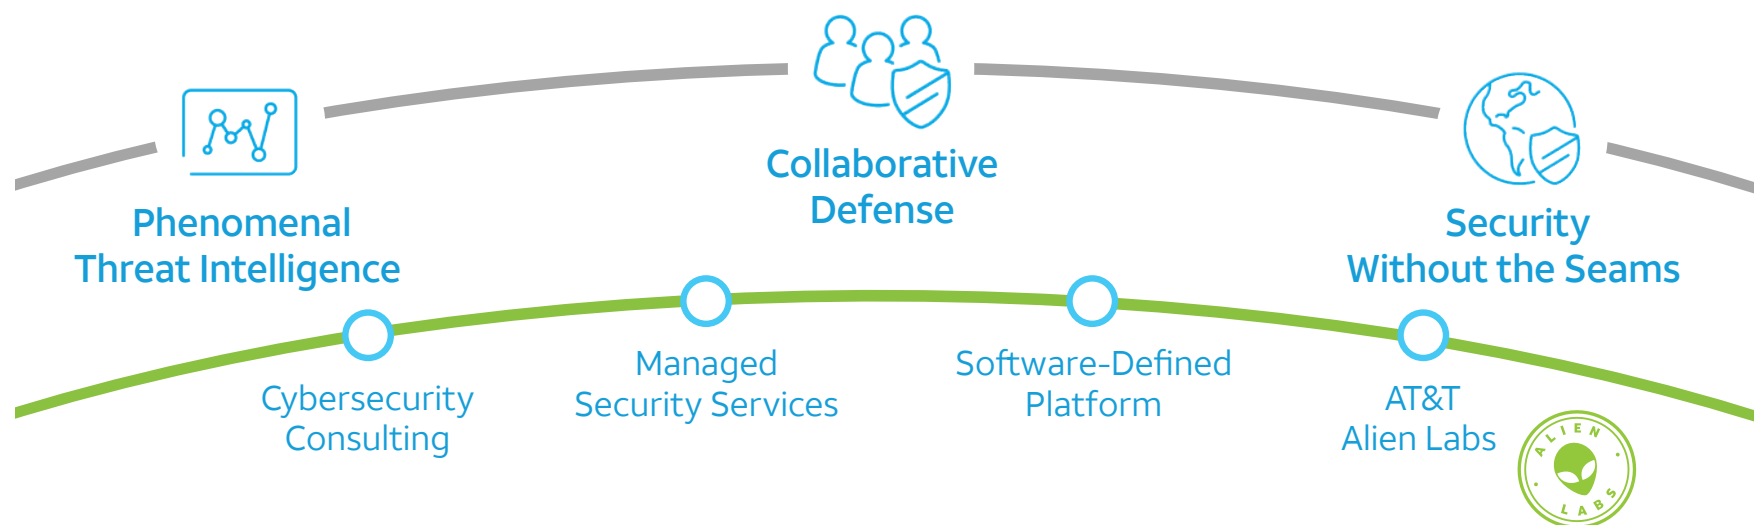 Phenomenal
Threat Intelligence
Collaborative
Defense
Security
Without the Seams
Cybersecurity
Consulting
Managed
Security Services
Software-Defined
Platform
AT&T
Alien Labs
ALIEN
LABS